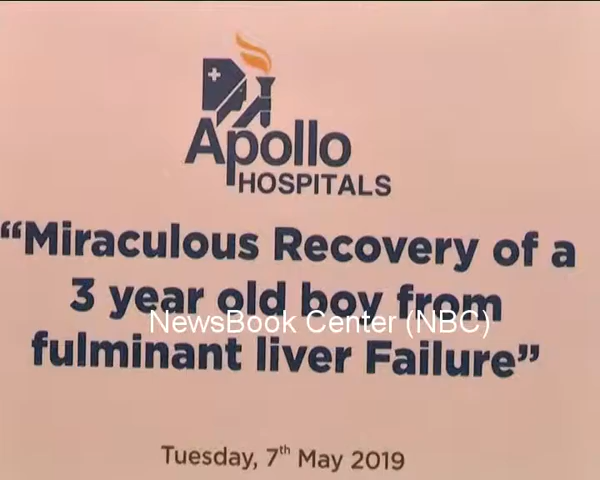 Apollo
HOSPITALS
“Miraculous Recovery of a
3 year old boy from
NewsBook Center (NBC)
fulminant liver Failure”
Tuesday, 7th May 2019